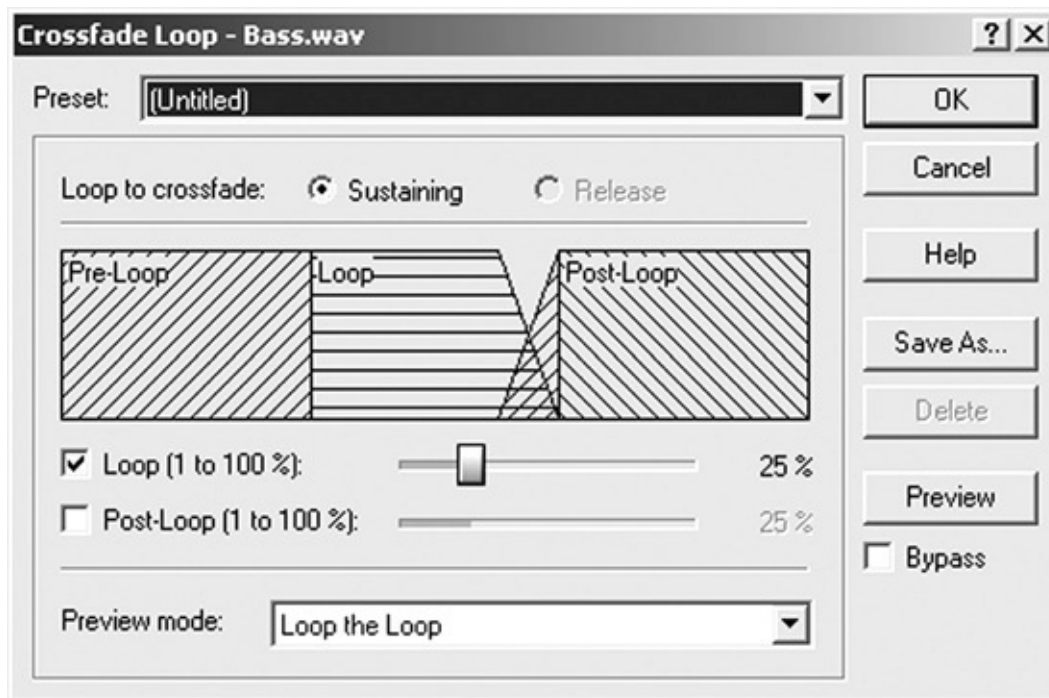 Crossfade Loop - Bass.wav
Preset: (Untitled)
OK
Loop to crossfade: Sustaining Release
Cancel
Pre-Loop Loop Post-Loop
Help
Save As...
Delete
Loop (1 to 100 %): 25 %
Post-Loop (1 to 100 %): 25 %
Preview
Bypass
Preview mode: Loop the Loop